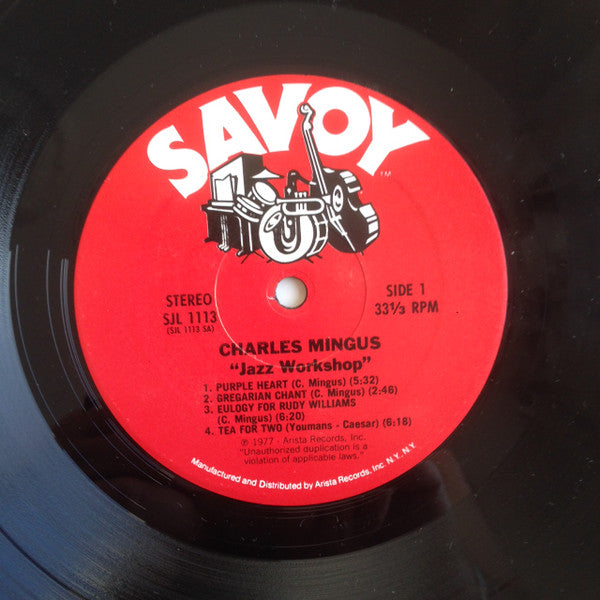 SAVOY
TM
STEREO
SJL 1113
(SJL 1113 SA)
SIDE 1
33⅓ RPM
CHARLES MINGUS
"Jazz Workshop"
1. PURPLE HEART (C. Mingus) (5:32)
2. GREGARIAN CHANT (C. Mingus) (2:46)
3. EULOGY FOR RUDY WILLIAMS
(C. Mingus) (6:20)
4. TEA FOR TWO (Youmans - Caesar) (6:18)
℗ 1977 - Arista Records, Inc.
"Unauthorized duplication is a
violation of applicable laws."
Manufactured and Distributed by Arista Records, Inc N.Y. N.Y.